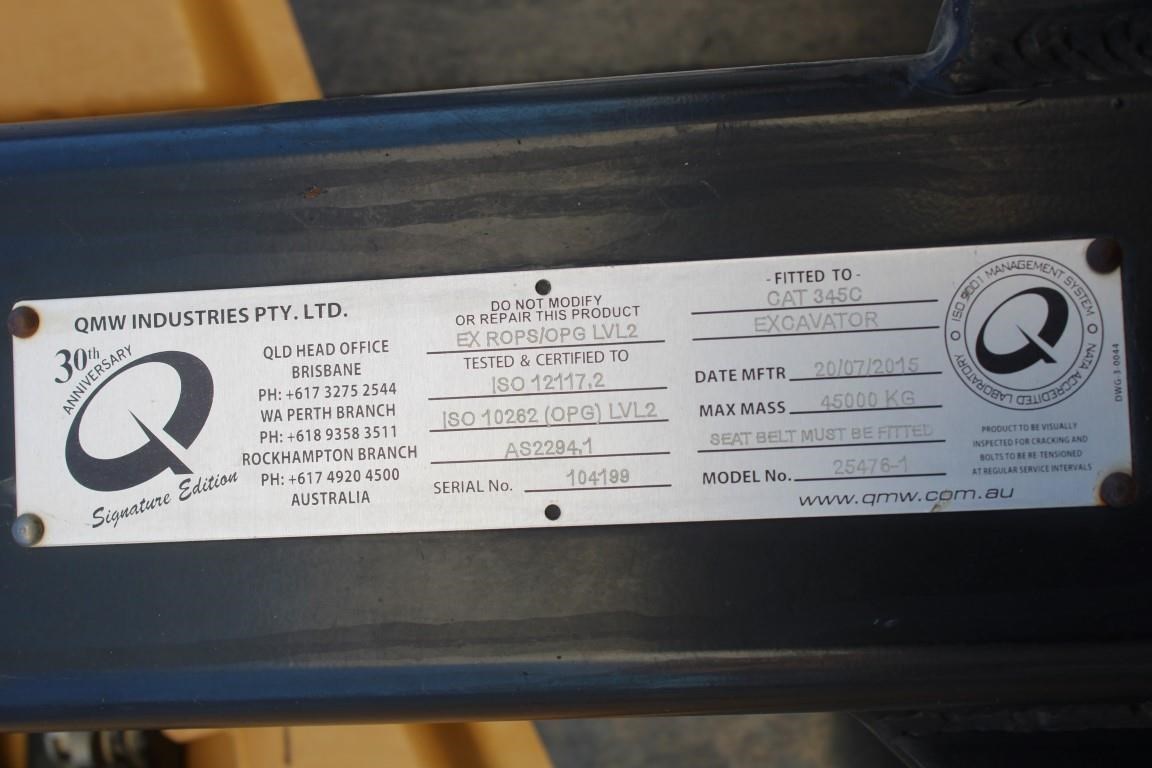 QMW INDUSTRIES PTY. LTD.
30th
ANNIVERSARY
Signature Edition
QLD HEAD OFFICE
BRISBANE
PH: +617 3275 2544
WA PERTH BRANCH
PH: +618 9358 3511
ROCKHAMPTON BRANCH
PH: +617 4920 4500
AUSTRALIA
DO NOT MODIFY
OR REPAIR THIS PRODUCT
EX ROPS/OPG LVL2
TESTED & CERTIFIED TO
ISO 12117.2
ISO 10262 (OPG) LVL2
AS2294.1
SERIAL No. 104199
- FITTED TO -
CAT 345C
EXCAVATOR
DATE MFTR 20/07/2015
MAX MASS 45000 KG
SEAT BELT MUST BE FITTED
MODEL No. 25476-1
www.qmw.com.au
ISO 9001 MANAGEMENT SYSTEM
NATA ACCREDITED LABORATORY
PRODUCT TO BE VISUALLY
INSPECTED FOR CRACKING AND
BOLTS TO BE RE-TENSIONED
AT REGULAR SERVICE INTERVALS
DWG-3-0044